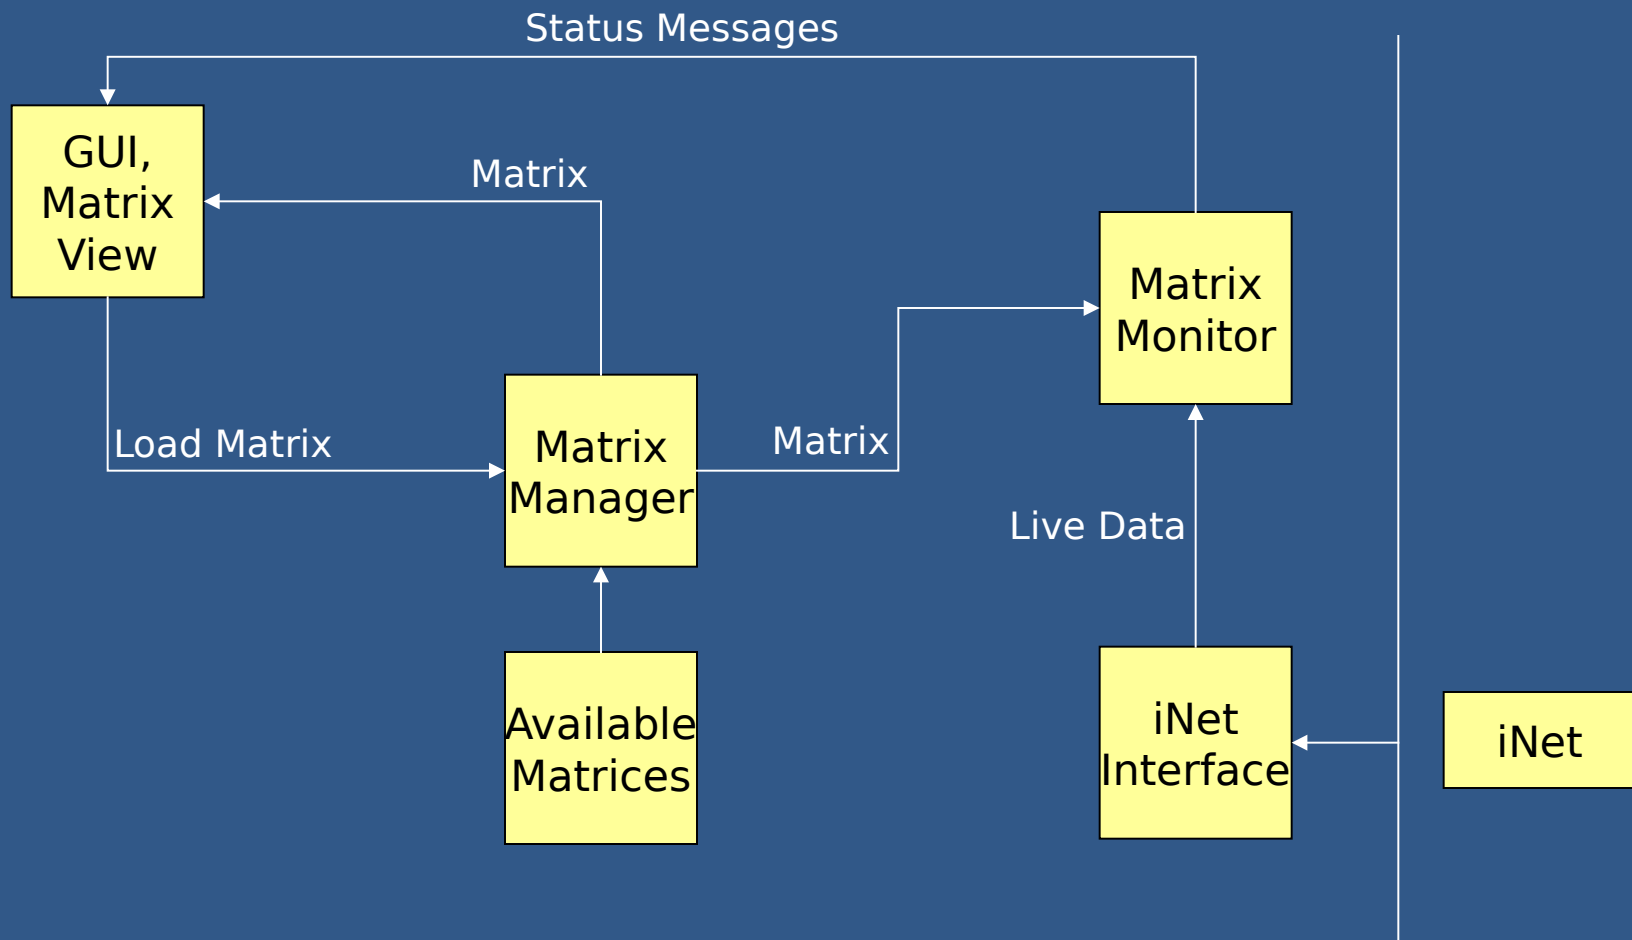 Status Messages
GUI,
Matrix
View
Matrix
Matrix
Monitor
Load Matrix
Matrix
Manager
Matrix
Live Data
Available
Matrices
iNet
Interface
iNet